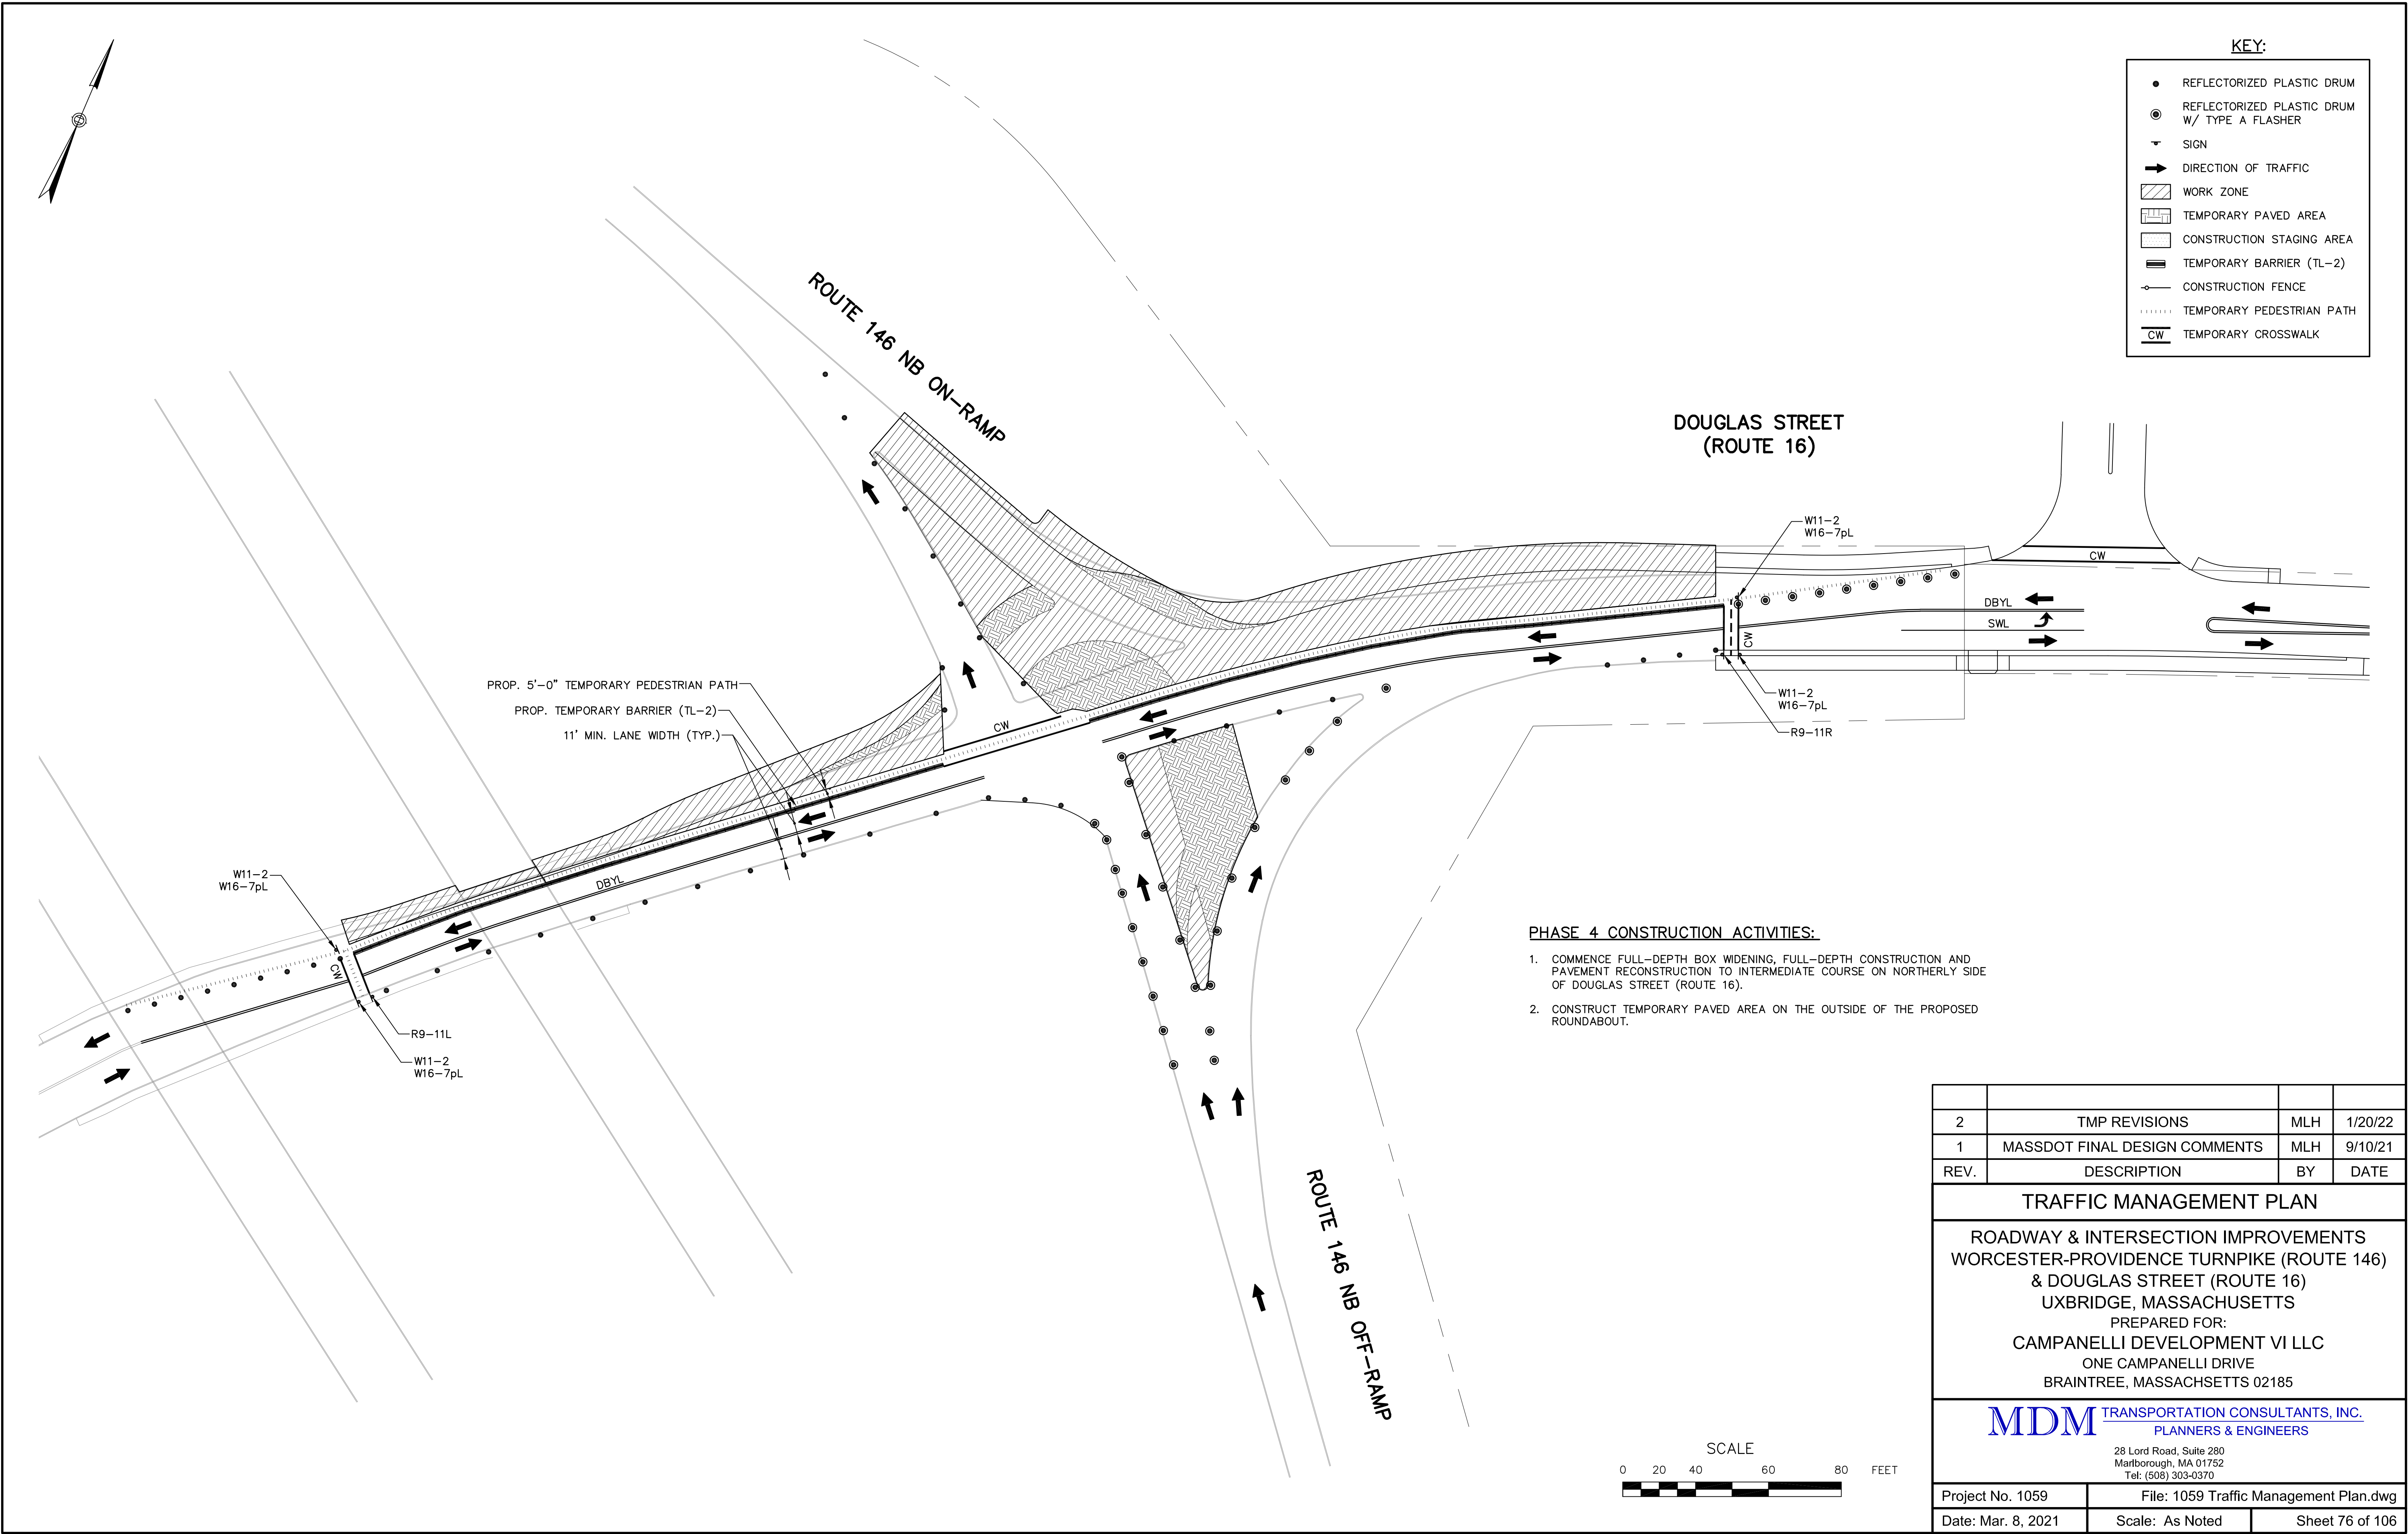 KEY:
REFLECTORIZED PLASTIC DRUM
REFLECTORIZED PLASTIC DRUM
W/ TYPE A FLASHER
SIGN
DIRECTION OF TRAFFIC
WORK ZONE
TEMPORARY PAVED AREA
CONSTRUCTION STAGING AREA
TEMPORARY BARRIER (TL-2)
CONSTRUCTION FENCE
TEMPORARY PEDESTRIAN PATH
CW TEMPORARY CROSSWALK
ROUTE 146 NB ON-RAMP
DOUGLAS STREET
(ROUTE 16)
W11-2
W16-7pL
CW
DBYL
SWL
CW
W11-2
W16-7pL
R9-11R
PROP. 5'-0" TEMPORARY PEDESTRIAN PATH
PROP. TEMPORARY BARRIER (TL-2)
11' MIN. LANE WIDTH (TYP.)
CW
DBYL
W11-2
W16-7pL
CW
R9-11L
W11-2
W16-7pL
ROUTE 146 NB OFF-RAMP
PHASE 4 CONSTRUCTION ACTIVITIES:
1. COMMENCE FULL-DEPTH BOX WIDENING, FULL-DEPTH CONSTRUCTION AND
PAVEMENT RECONSTRUCTION TO INTERMEDIATE COURSE ON NORTHERLY SIDE
OF DOUGLAS STREET (ROUTE 16).
2. CONSTRUCT TEMPORARY PAVED AREA ON THE OUTSIDE OF THE PROPOSED
ROUNDABOUT.
SCALE
0 20 40 60 80 FEET
2 TMP REVISIONS MLH 1/20/22
1 MASSDOT FINAL DESIGN COMMENTS MLH 9/10/21
REV. DESCRIPTION BY DATE
TRAFFIC MANAGEMENT PLAN
ROADWAY & INTERSECTION IMPROVEMENTS
WORCESTER-PROVIDENCE TURNPIKE (ROUTE 146)
& DOUGLAS STREET (ROUTE 16)
UXBRIDGE, MASSACHUSETTS
PREPARED FOR:
CAMPANELLI DEVELOPMENT VI LLC
ONE CAMPANELLI DRIVE
BRAINTREE, MASSACHSETTS 02185
MDM TRANSPORTATION CONSULTANTS, INC.
PLANNERS & ENGINEERS
28 Lord Road, Suite 280
Marlborough, MA 01752
Tel: (508) 303-0370
Project No. 1059 File: 1059 Traffic Management Plan.dwg
Date: Mar. 8, 2021 Scale: As Noted Sheet 76 of 106